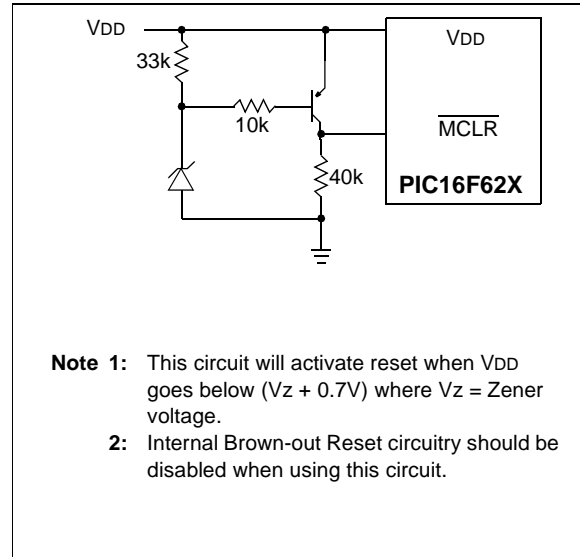 VDD
VDD
33k
10k
MCLR
40k
PIC16F62X
Note 1: This circuit will activate reset when VDD
goes below (Vz + 0.7V) where Vz = Zener
voltage.
2: Internal Brown-out Reset circuitry should be
disabled when using this circuit.